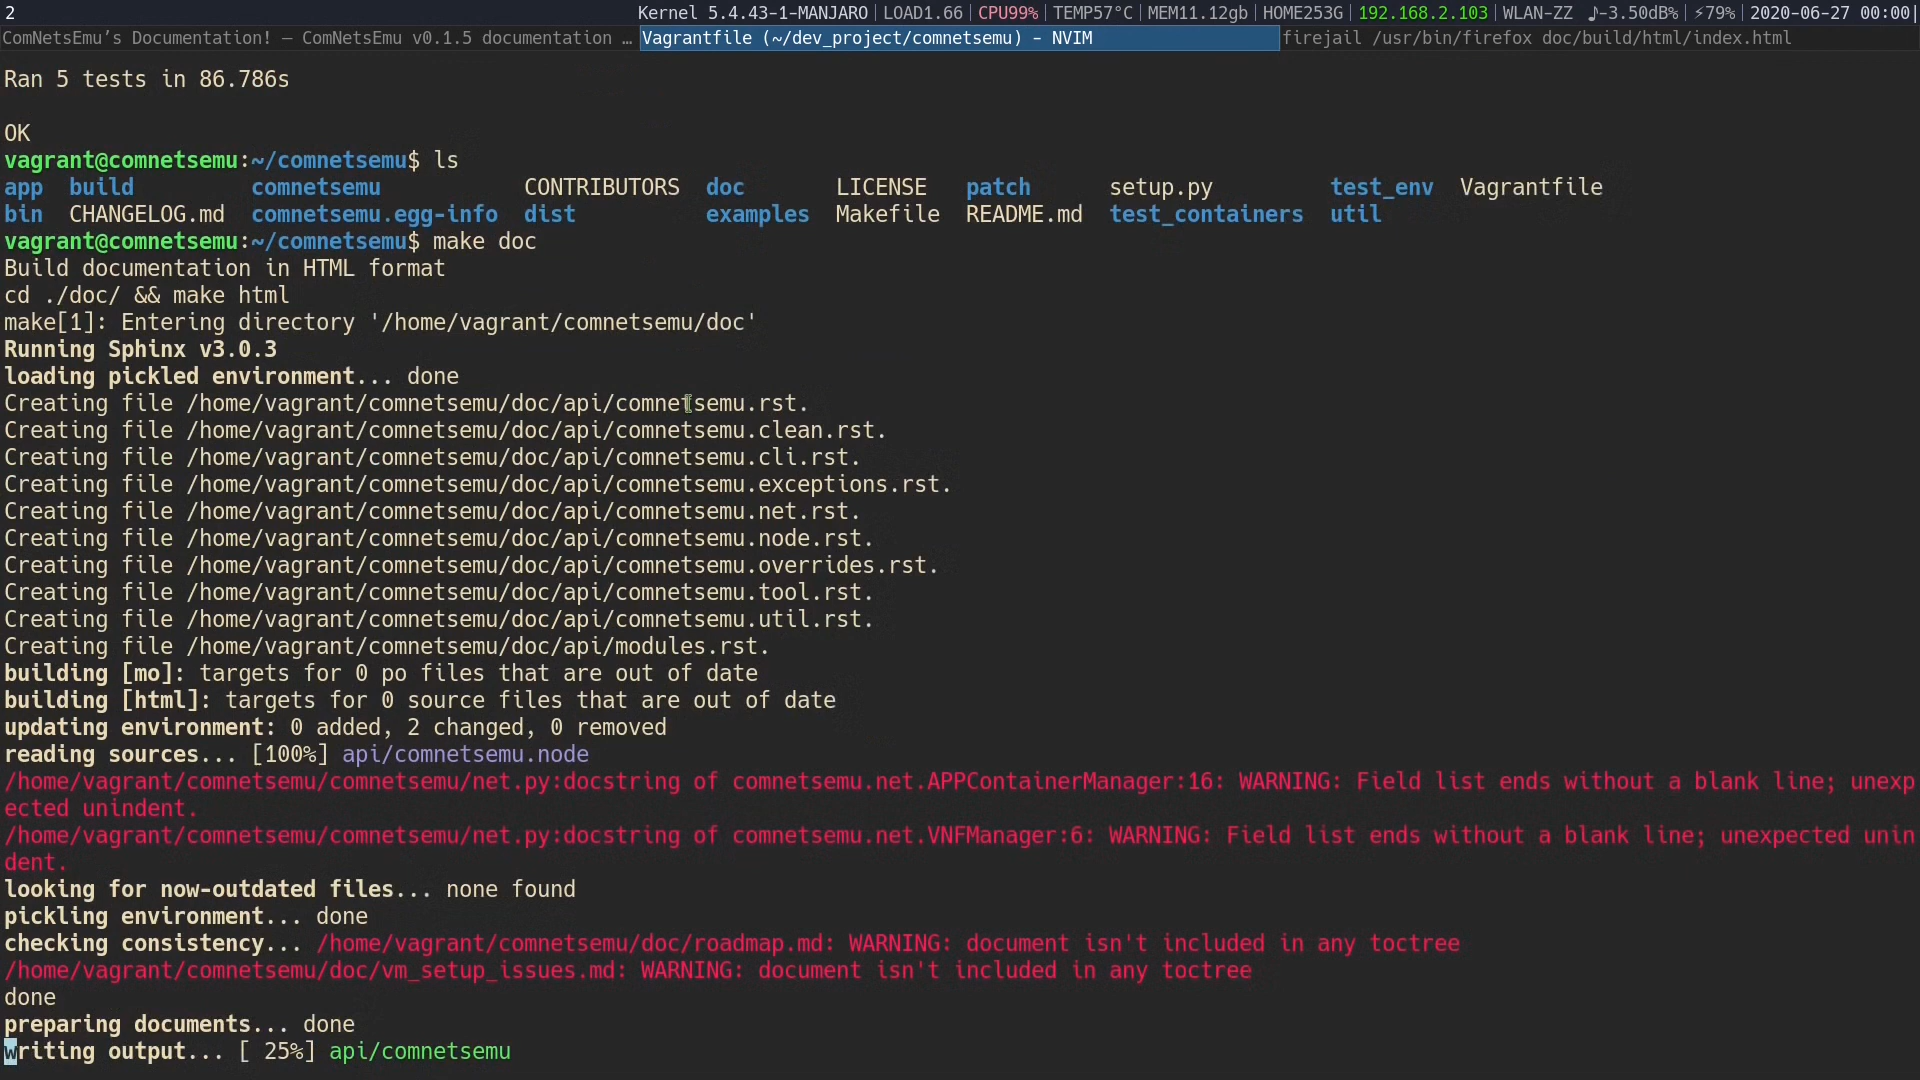 2 Kernel 5.4.43-1-MANJARO|LOAD1.66|CPU99%|TEMP57°C|MEM11.12gb|HOME253G|192.168.2.103|WLAN-ZZ ♪-3.50dB%|⚡79%|2020-06-27 00:00|
ComNetsEmu’s Documentation! — ComNetsEmu v0.1.5 documentation … Vagrantfile (~/dev_project/comnetsemu) - NVIM firejail /usr/bin/firefox doc/build/html/index.html
Ran 5 tests in 86.786s
OK
vagrant@comnetsemu:~/comnetsemu$ ls
app build comnetsemu CONTRIBUTORS doc LICENSE patch setup.py test_env Vagrantfile
bin CHANGELOG.md comnetsemu.egg-info dist examples Makefile README.md test_containers util
vagrant@comnetsemu:~/comnetsemu$ make doc
Build documentation in HTML format
cd ./doc/ && make html
make[1]: Entering directory '/home/vagrant/comnetsemu/doc'
Running Sphinx v3.0.3
loading pickled environment... done
Creating file /home/vagrant/comnetsemu/doc/api/comnetsemu.rst.
Creating file /home/vagrant/comnetsemu/doc/api/comnetsemu.clean.rst.
Creating file /home/vagrant/comnetsemu/doc/api/comnetsemu.cli.rst.
Creating file /home/vagrant/comnetsemu/doc/api/comnetsemu.exceptions.rst.
Creating file /home/vagrant/comnetsemu/doc/api/comnetsemu.net.rst.
Creating file /home/vagrant/comnetsemu/doc/api/comnetsemu.node.rst.
Creating file /home/vagrant/comnetsemu/doc/api/comnetsemu.overrides.rst.
Creating file /home/vagrant/comnetsemu/doc/api/comnetsemu.tool.rst.
Creating file /home/vagrant/comnetsemu/doc/api/comnetsemu.util.rst.
Creating file /home/vagrant/comnetsemu/doc/api/modules.rst.
building [mo]: targets for 0 po files that are out of date
building [html]: targets for 0 source files that are out of date
updating environment: 0 added, 2 changed, 0 removed
reading sources... [100%] api/comnetsemu.node
/home/vagrant/comnetsemu/comnetsemu/net.py:docstring of comnetsemu.net.APPContainerManager:16: WARNING: Field list ends without a blank line; unexp
ected unindent.
/home/vagrant/comnetsemu/comnetsemu/net.py:docstring of comnetsemu.net.VNFManager:6: WARNING: Field list ends without a blank line; unexpected unin
dent.
looking for now-outdated files... none found
pickling environment... done
checking consistency... /home/vagrant/comnetsemu/doc/roadmap.md: WARNING: document isn't included in any toctree
/home/vagrant/comnetsemu/doc/vm_setup_issues.md: WARNING: document isn't included in any toctree
done
preparing documents... done
writing output... [ 25%] api/comnetsemu